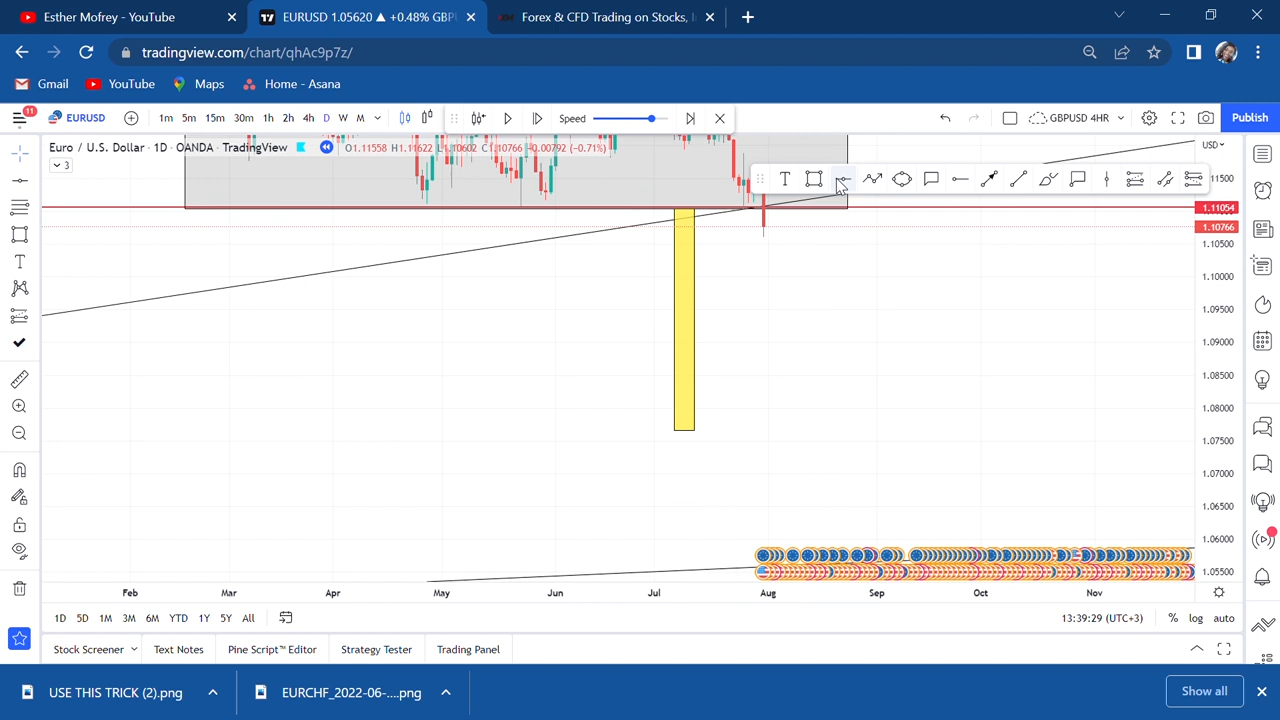 Esther Mofrey - YouTube
EURUSD 1.05620 ▲ +0.48% GBP
Forex & CFD Trading on Stocks, I
tradingview.com/chart/qhAc9p7z/
Gmail
YouTube
Maps
Home - Asana
11
EURUSD
1m 5m 15m 30m 1h 2h 4h D W M
Speed
GBPUSD 4HR
Publish
Euro / U.S. Dollar · 1D · OANDA · TradingView
O1.11558 H1.11622 L1.10602 C1.10766 -0.00792 (-0.71%)
3
USD
1.11054
1.10766
1.10500
1.10000
1.09500
1.09000
1.08500
1.08000
1.07500
1.07000
1.06500
1.06000
1.05500
Feb Mar Apr May Jun Jul Aug Sep Oct Nov
1D 5D 1M 3M 6M YTD 1Y 5Y All
13:39:29 (UTC+3)
% log auto
Stock Screener
Text Notes
Pine Script™ Editor
Strategy Tester
Trading Panel
USE THIS TRICK (2).png
EURCHF_2022-06-....png
Show all